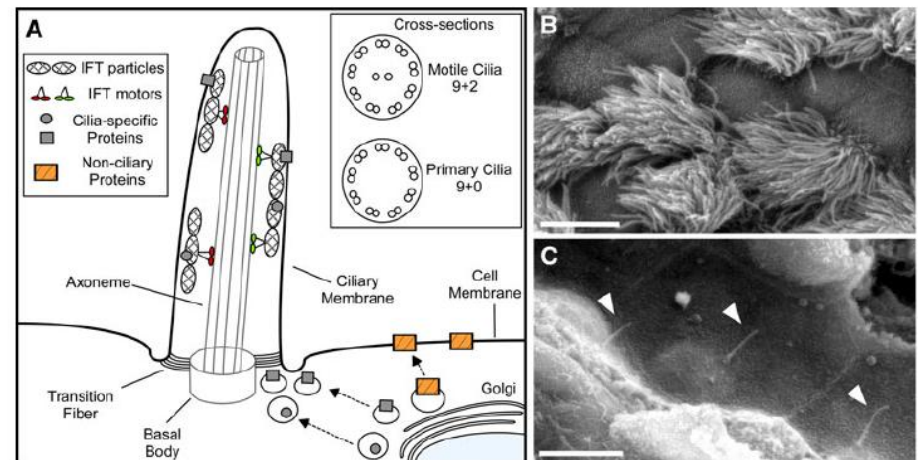 A
IFT particles
IFT motors
Cilia-specific
Proteins
Non-ciliary
Proteins
Cross-sections
Motile Cilia
9+2
Primary Cilia
9+0
Axoneme
Ciliary
Membrane
Cell
Membrane
Transition
Fiber
Basal
Body
Golgi
B
C